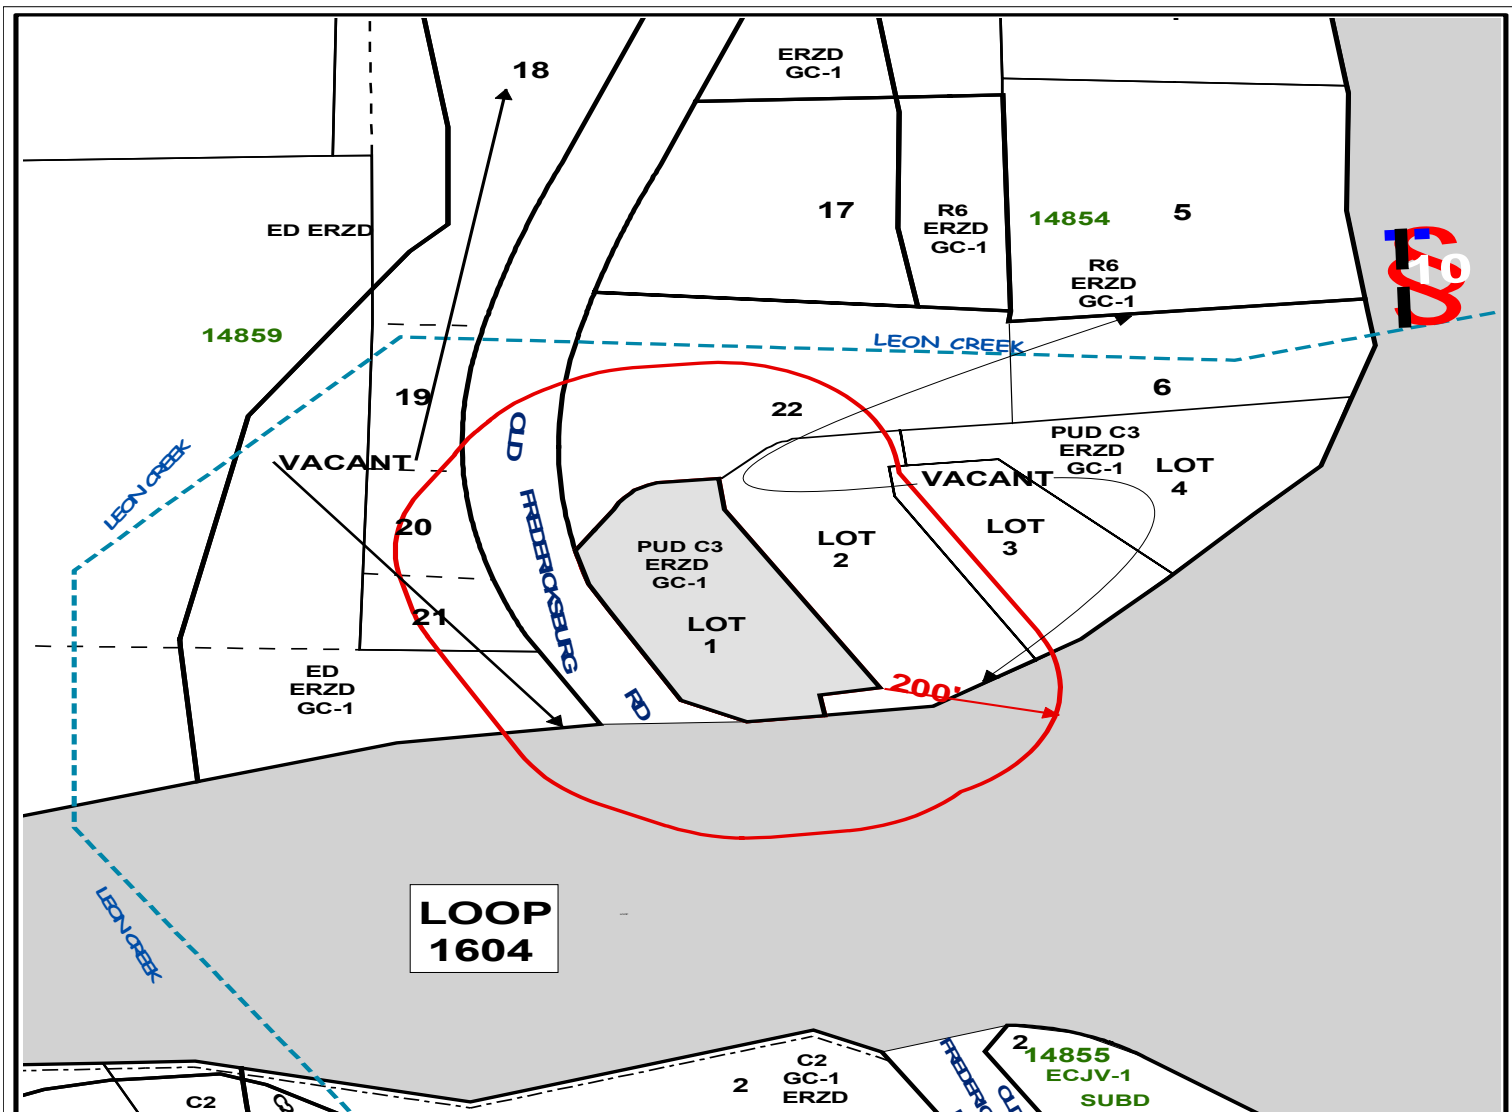 18
ERZD
GC-1
17
R6
ERZD
GC-1
14854
5
R6
ERZD
GC-1
ED ERZD
10
14859
LEON CREEK
19
22
6
OLD
FREDERICKSBURG
RD
VACANT
LEON CREEK
PUD C3
ERZD
GC-1
LOT
4
VACANT
20
LOT
2
LOT
3
PUD C3
ERZD
GC-1
21
LOT
1
ED
ERZD
GC-1
200'
LEON CREEK
LOOP
1604
2
14855
ECJV-1
SUBD
C2
GC-1
ERZD
2
C2
C2
OLD